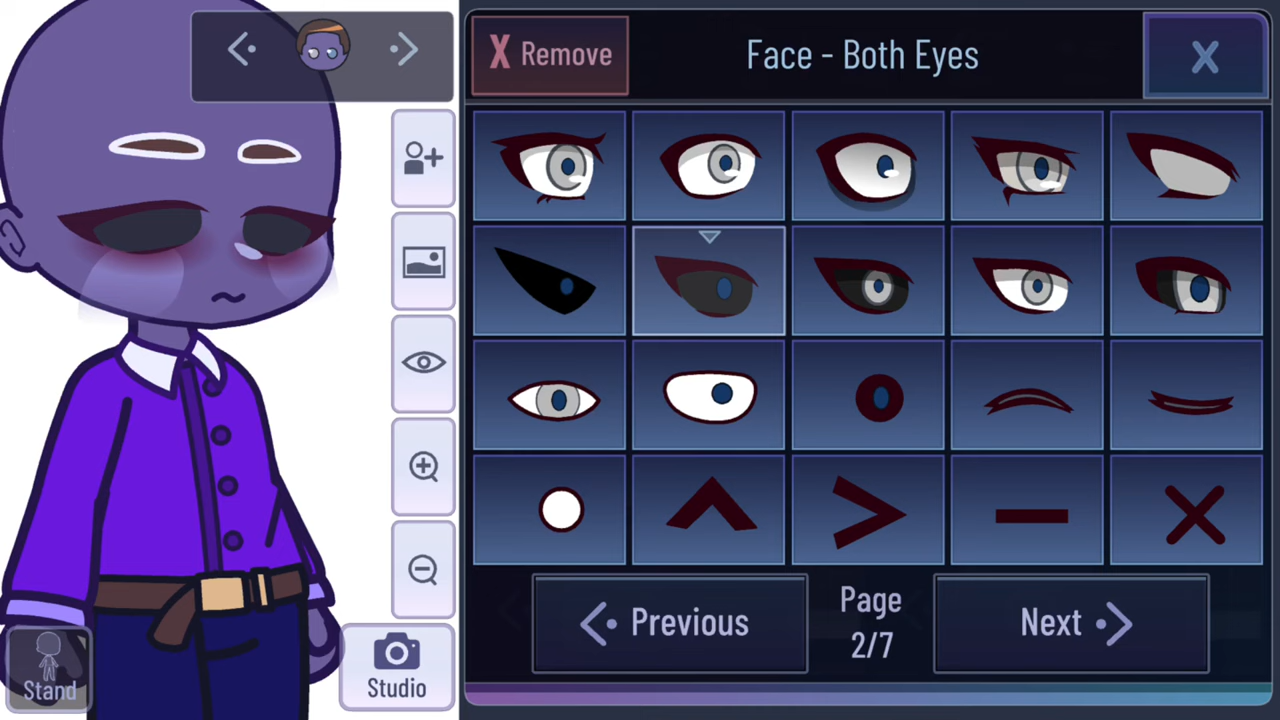 X Remove
Face - Both Eyes
X
Stand
Studio
Previous
Page
2/7
Next